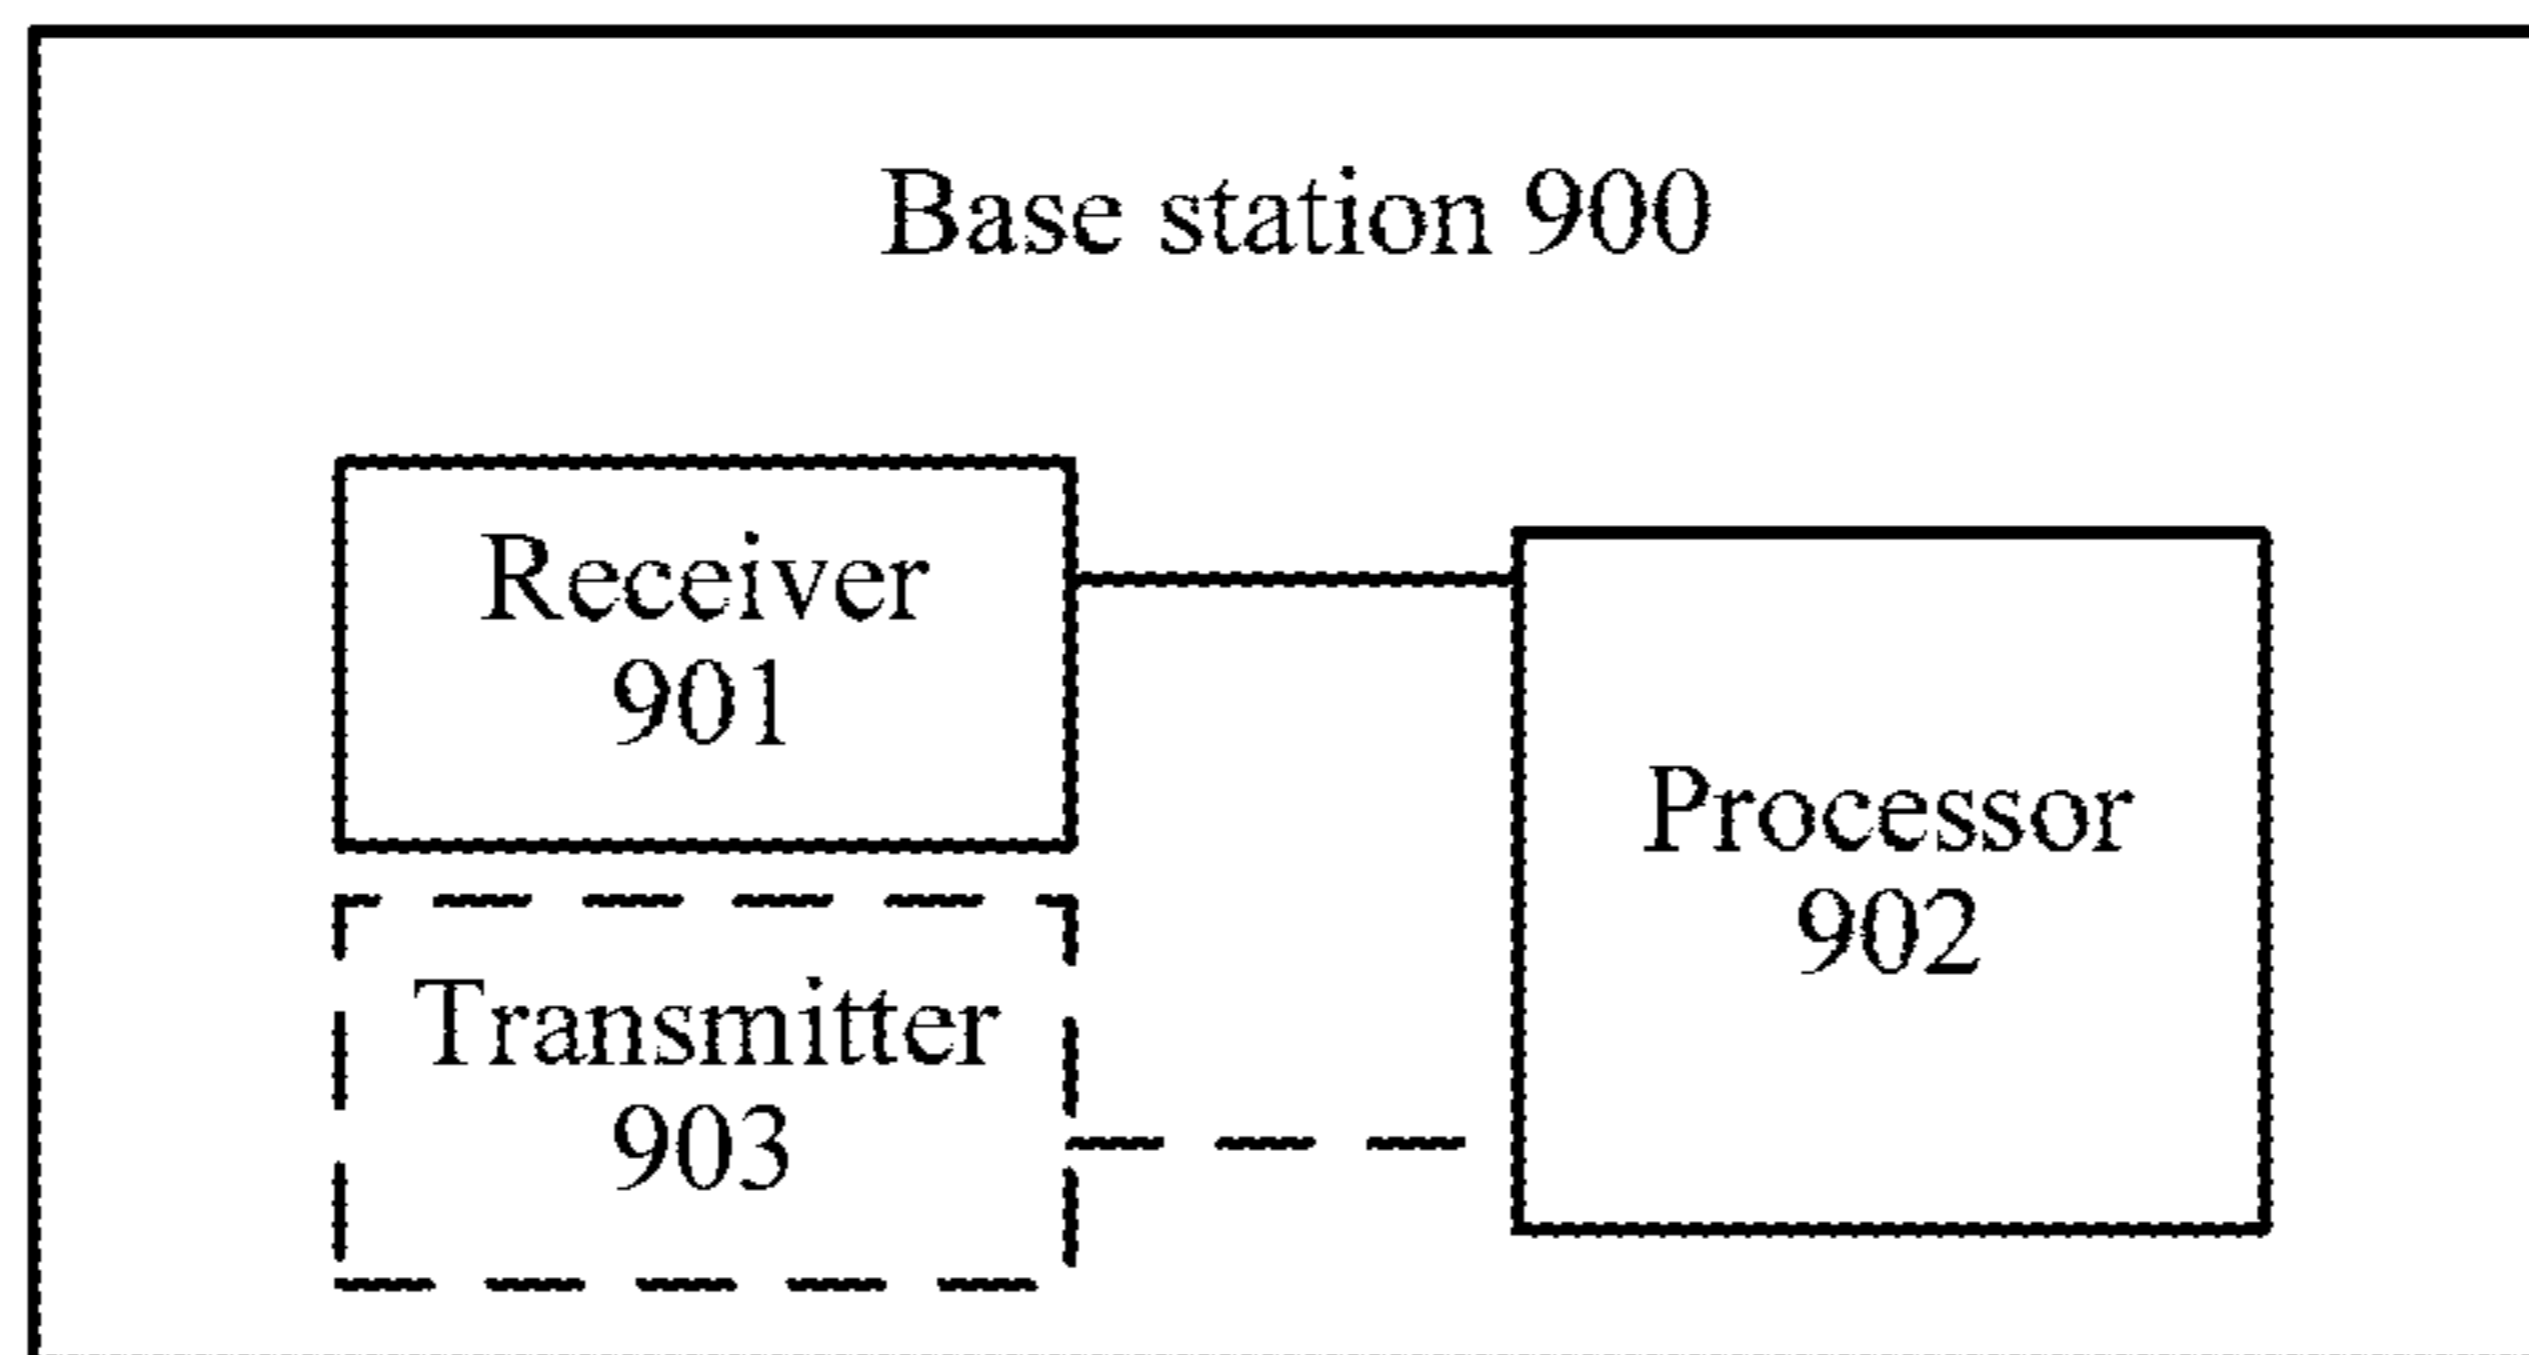 Base station 900
Receiver
901
Processor
902
Transmitter
903